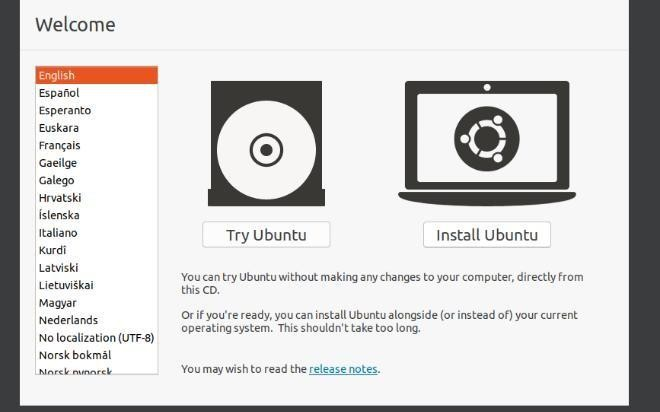 Welcome
English
Español
Esperanto
Euskara
Français
Gaeilge
Galego
Hrvatski
Íslenska
Italiano
Kurdî
Latviski
Lietuviškai
Magyar
Nederlands
No localization (UTF-8)
Norsk bokmål
Norsk nynorsk
Try Ubuntu
Install Ubuntu
You can try Ubuntu without making any changes to your computer, directly from
this CD.
Or if you're ready, you can install Ubuntu alongside (or instead of) your current
operating system. This shouldn't take too long.
You may wish to read the release notes.